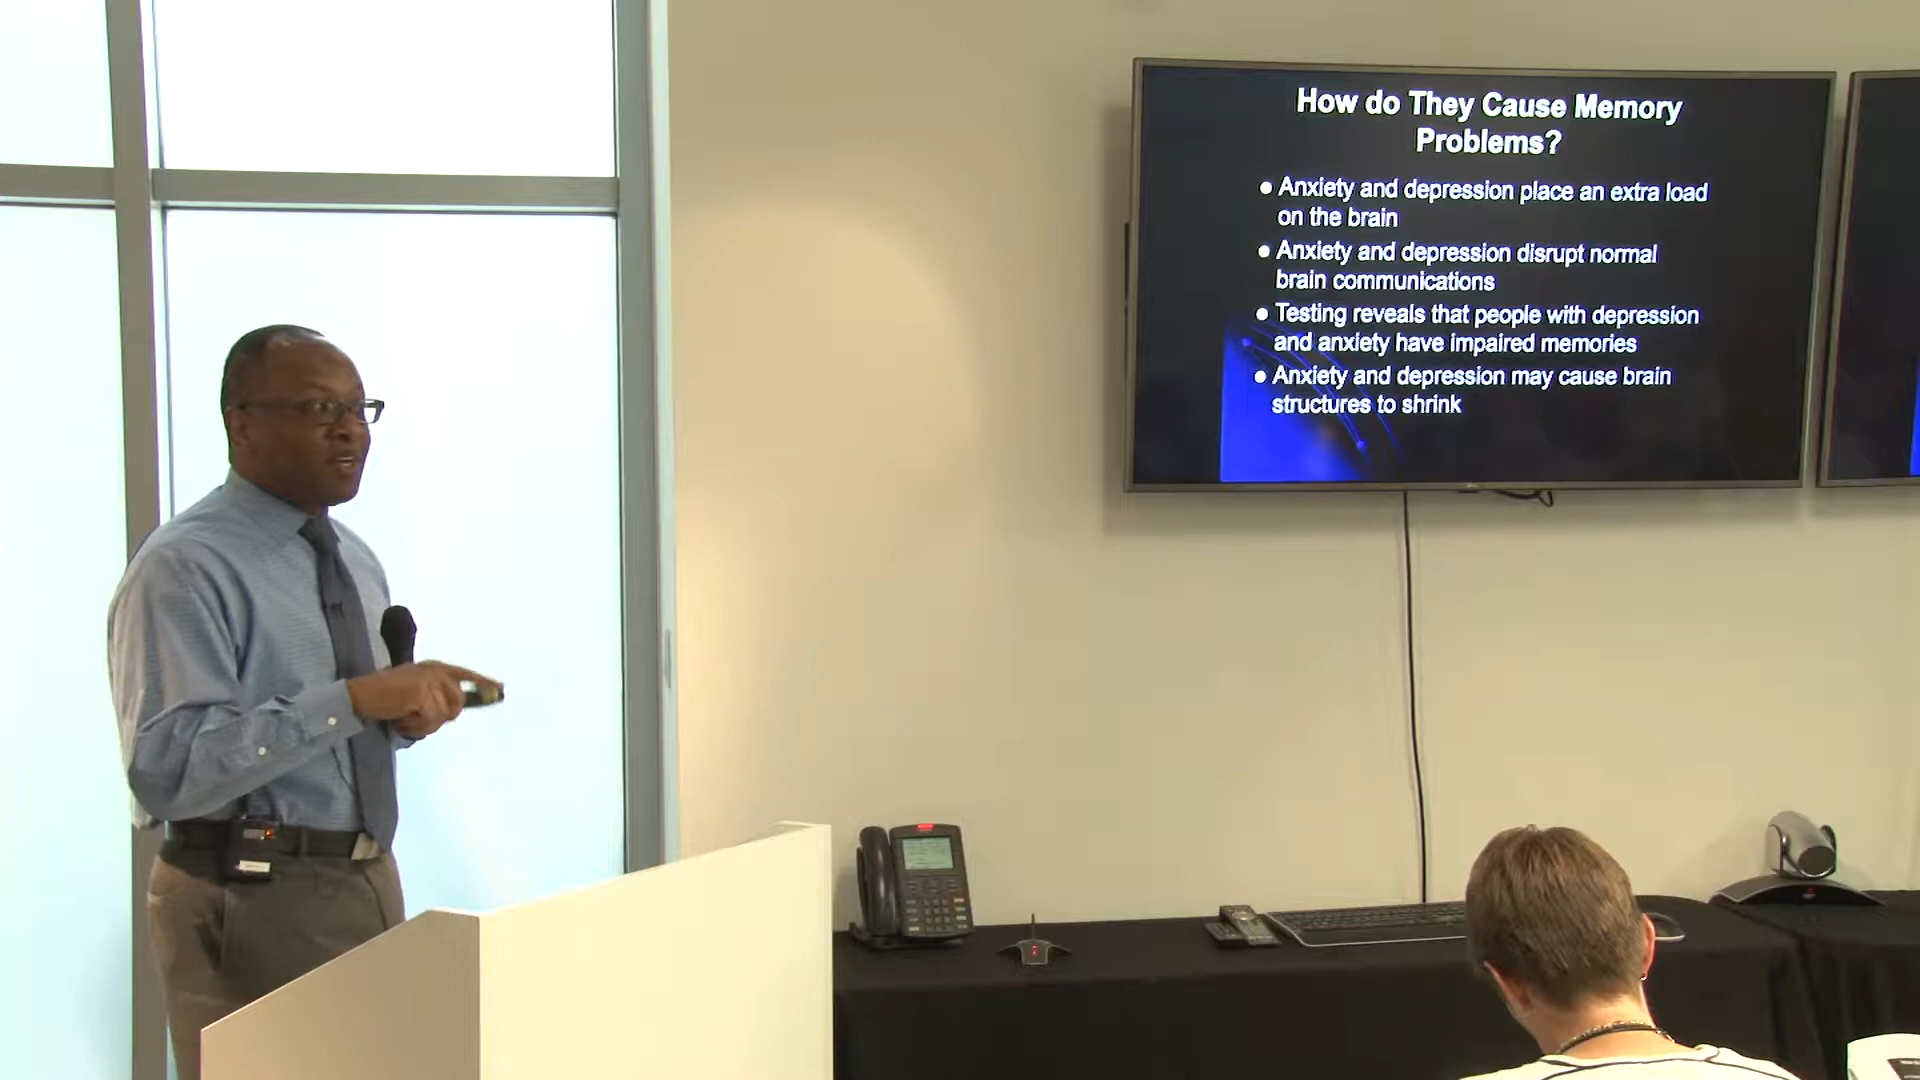 How do They Cause Memory
Problems?
● Anxiety and depression place an extra load
on the brain
● Anxiety and depression disrupt normal
brain communications
● Testing reveals that people with depression
and anxiety have impaired memories
● Anxiety and depression may cause brain
structures to shrink